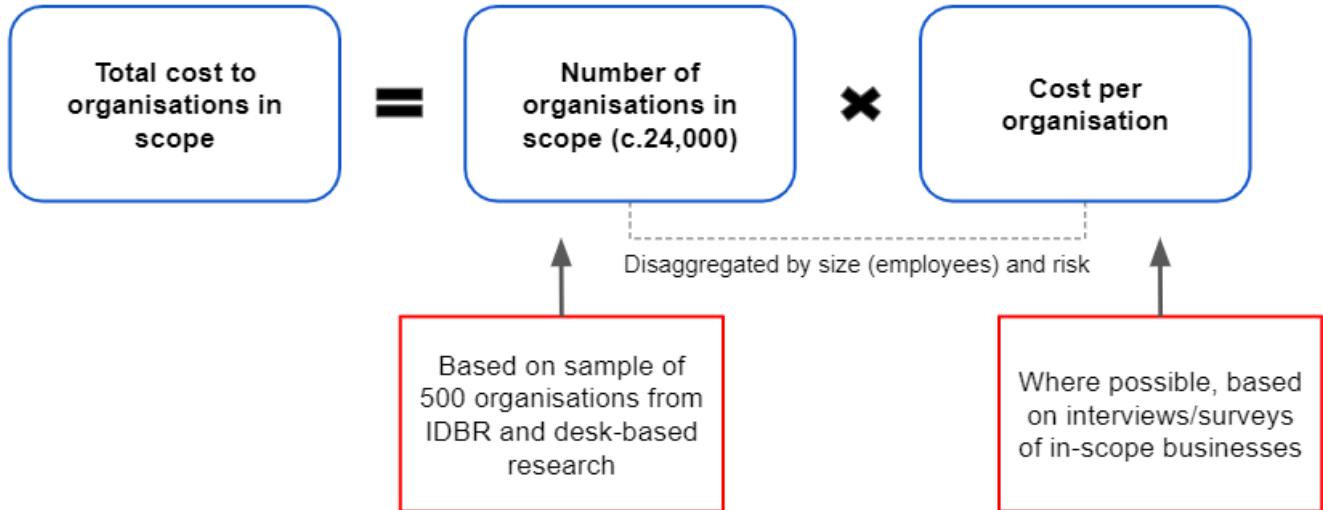 Total cost to
organisations in
scope
=
Number of
organisations in
scope (c.24,000)
×
Cost per
organisation
Disaggregated by size (employees) and risk
Based on sample of
500 organisations from
IDBR and desk-based
research
Where possible, based
on interviews/surveys
of in-scope businesses